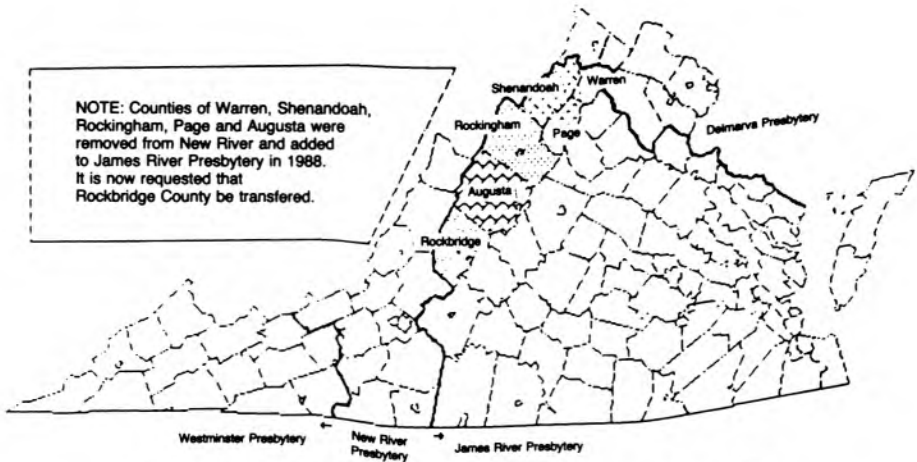 NOTE: Counties of Warren, Shenandoah,
Rockingham, Page and Augusta were
removed from New River and added
to James River Presbytery in 1988.
It is now requested that
Rockbridge County be transfered.
Shenandoah
Warren
Rockingham
Page
Delmarva Presbytery
Augusta
Rockbridge
Westminster Presbytery
New River
Presbytery
James River Presbytery